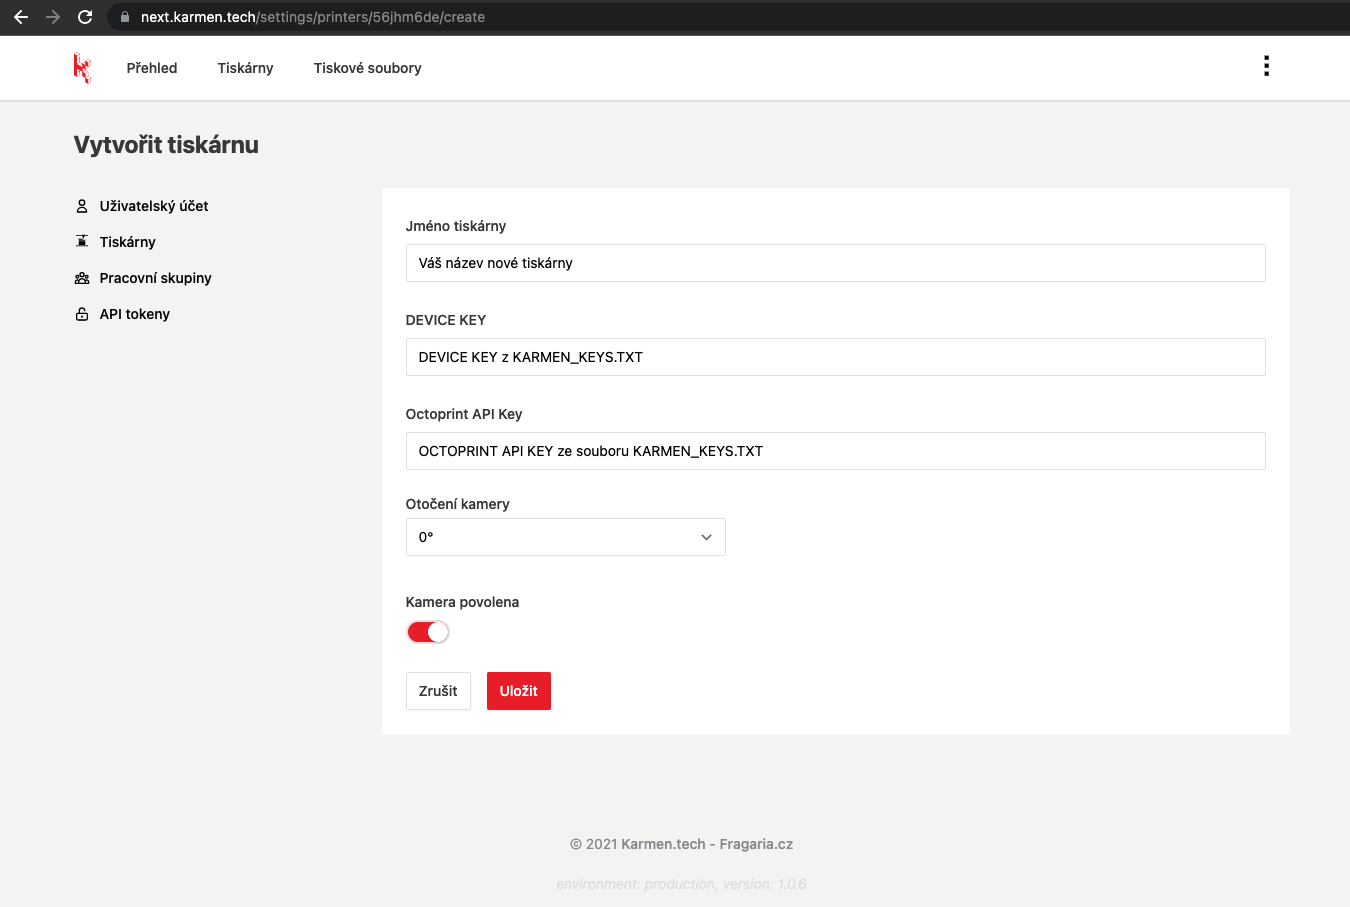 next.karmen.tech/settings/printers/56jhm6de/create
Přehled Tiskárny Tiskové soubory
Vytvořit tiskárnu
Uživatelský účet
Tiskárny
Pracovní skupiny
API tokeny
Jméno tiskárny
Váš název nové tiskárny
DEVICE KEY
DEVICE KEY z KARMEN_KEYS.TXT
Octoprint API Key
OCTOPRINT API KEY ze souboru KARMEN_KEYS.TXT
Otočení kamery
0°
Kamera povolena
Zrušit Uložit
© 2021 Karmen.tech - Fragaria.cz
environment: production, version: 1.0.6